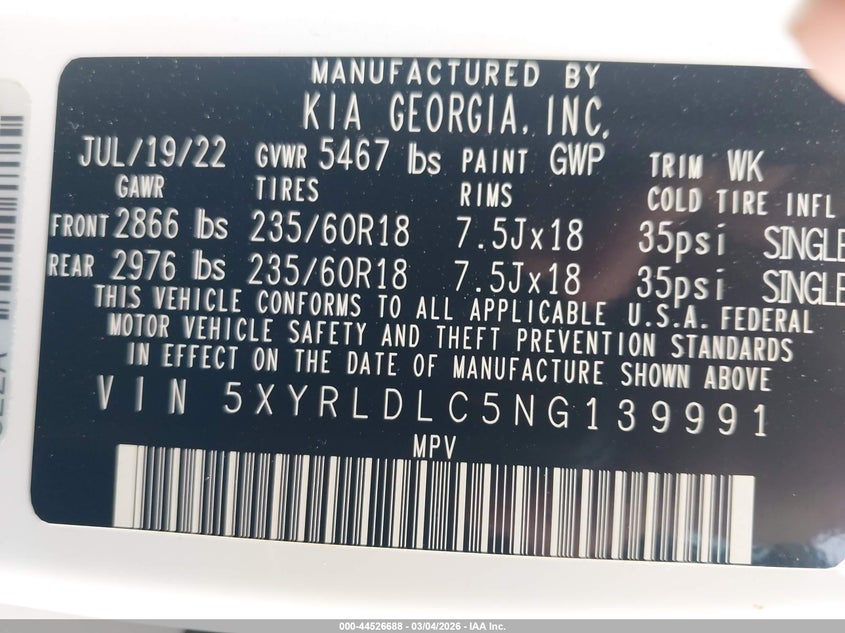 MANUFACTURED BY
KIA GEORGIA, INC.
JUL/19/22 GVWR 5467 lbs PAINT GWP TRIM WK
GAWR TIRES RIMS COLD TIRE INFL
FRONT 2866 lbs 235/60R18 7.5Jx18 35psi SINGLE
REAR 2976 lbs 235/60R18 7.5Jx18 35psi SINGLE
THIS VEHICLE CONFORMS TO ALL APPLICABLE U.S.A. FEDERAL
MOTOR VEHICLE SAFETY AND THEFT PREVENTION STANDARDS
IN EFFECT ON THE DATE OF MANUFACTURE SHOWN ABOVE
VIN 5XYRLDLC5NG139991
MPV
000-44526688 - 03/04/2026 - IAA Inc.